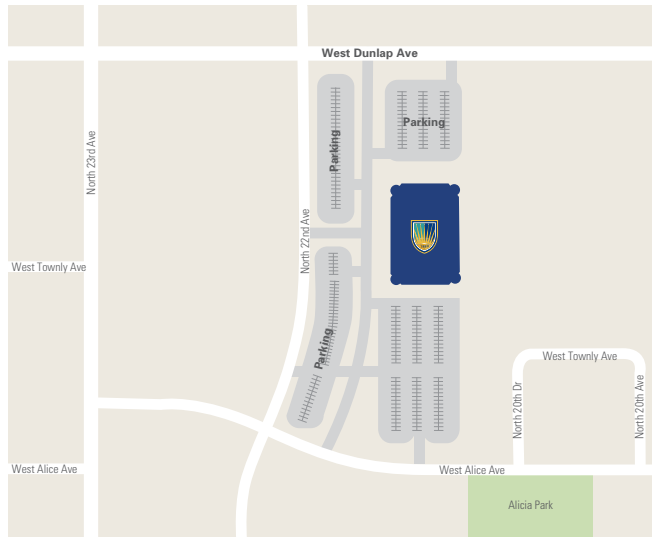 West Dunlap Ave
Parking
Parking
North 23rd Ave
North 22nd Ave
West Townly Ave
Parking
West Townly Ave
North 20th Dr
North 20th Ave
West Alice Ave
West Alice Ave
Alicia Park